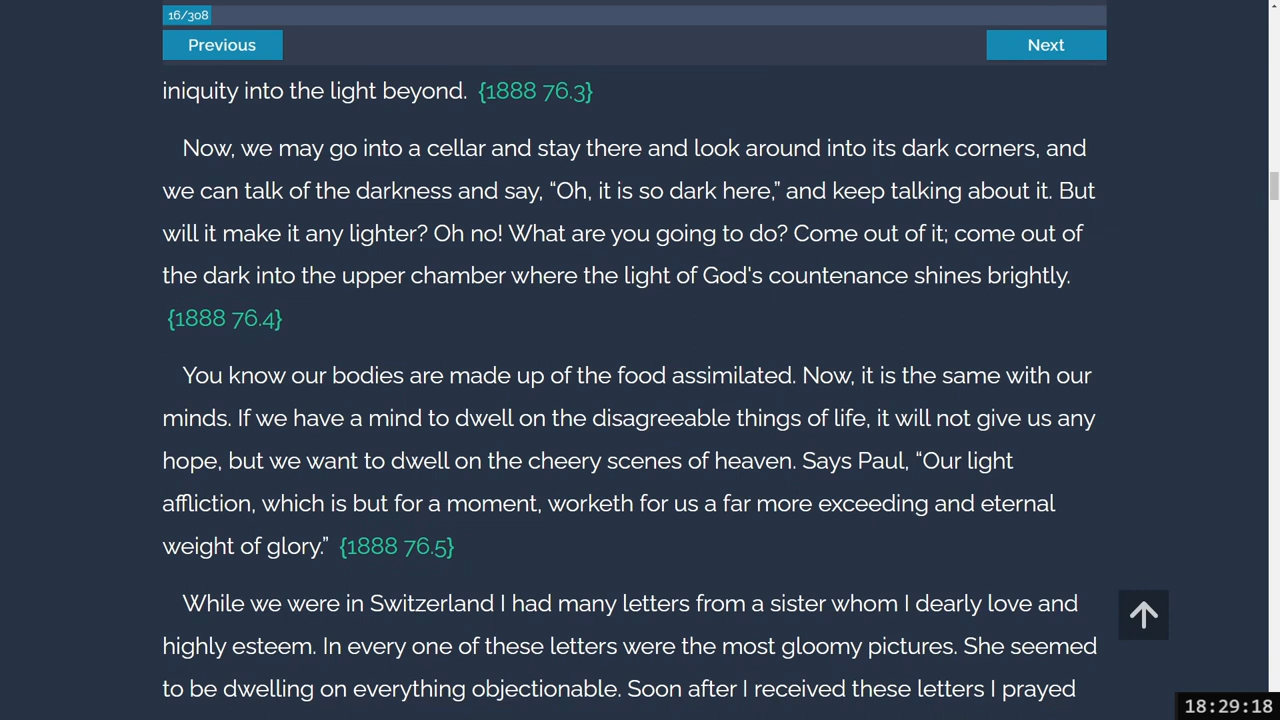 16/308
Previous
Next
iniquity into the light beyond. {1888 76.3}
Now, we may go into a cellar and stay there and look around into its dark corners, and
we can talk of the darkness and say, “Oh, it is so dark here,” and keep talking about it. But
will it make it any lighter? Oh no! What are you going to do? Come out of it; come out of
the dark into the upper chamber where the light of God's countenance shines brightly.
{1888 76.4}
You know our bodies are made up of the food assimilated. Now, it is the same with our
minds. If we have a mind to dwell on the disagreeable things of life, it will not give us any
hope, but we want to dwell on the cheery scenes of heaven. Says Paul, “Our light
affliction, which is but for a moment, worketh for us a far more exceeding and eternal
weight of glory.” {1888 76.5}
While we were in Switzerland I had many letters from a sister whom I dearly love and
highly esteem. In every one of these letters were the most gloomy pictures. She seemed
to be dwelling on everything objectionable. Soon after I received these letters I prayed
18:29:18